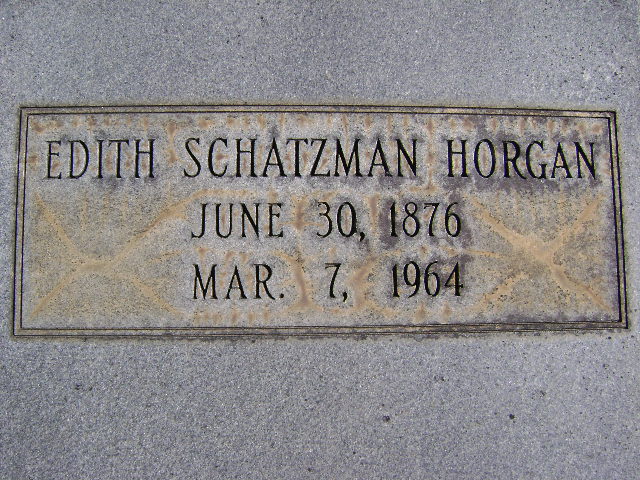 EDITH SCHATZMAN HORGAN
JUNE 30, 1876
MAR. 7, 1964